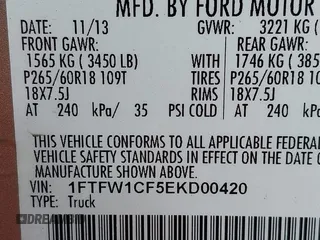 MFD. BY FORD MOTOR
DATE: 11/13 GVWR: 3221 KG (
FRONT GAWR: REAR GAWR:
1565 KG ( 3450 LB) 1746 KG ( 385
P265/60R18 109T TIRES P265/60R18 10
18X7.5J RIMS 18X7.5J
AT 240 kPa/ 35 PSI COLD AT 240 kPa/
THIS VEHICLE CONFORMS TO ALL APPLICABLE FEDERAL
SAFETY STANDARDS IN EFFECT ON THE DATE OF
SHOWN ABOVE.
VIN: 1FTFW1CF5EKD00420
TYPE: Truck